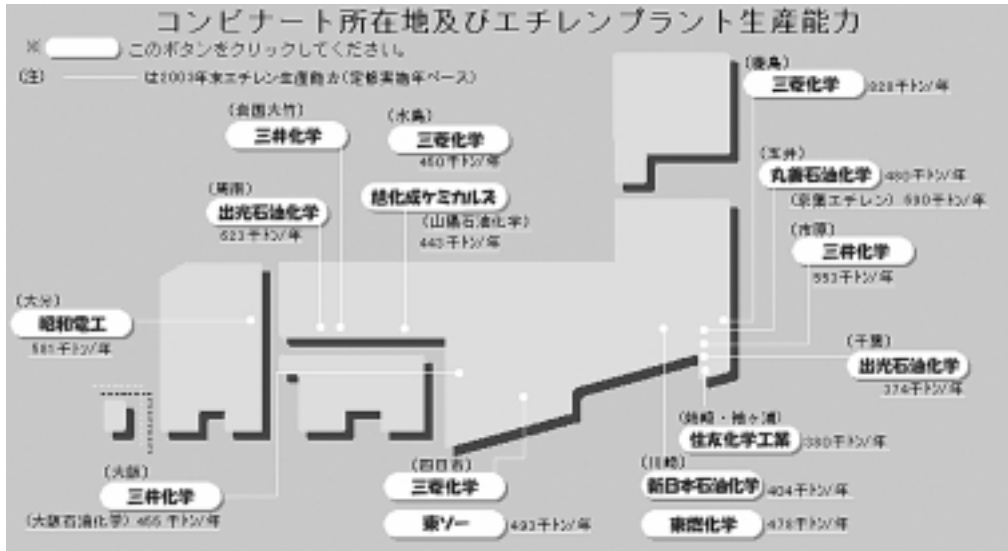 コンビナート所在地及びエチレンプラント生産能力
※ このボタンをクリックしてください。
(注) は2003年末エチレン生産能力(定修実施年ベース)
(鹿島)
三菱化学 828千トン/年
(岩国大竹)
三井化学
(水島)
三菱化学
450千トン/年
(五井)
丸善石油化学 480千トン/年
(京葉エチレン) 690千トン/年
(周南)
出光石油化学
623千トン/年
旭化成ケミカルズ
(山陽石油化学)
443千トン/年
(市原)
三井化学
553千トン/年
(大分)
昭和電工
581千トン/年
(千葉)
出光石油化学
374千トン/年
(姉崎・袖ヶ浦)
住友化学工業 380千トン/年
(大阪)
三井化学
(大阪石油化学) 455千トン/年
(四日市)
三菱化学
東ソー 493千トン/年
(川崎)
新日本石油化学 404千トン/年
東燃化学 478千トン/年